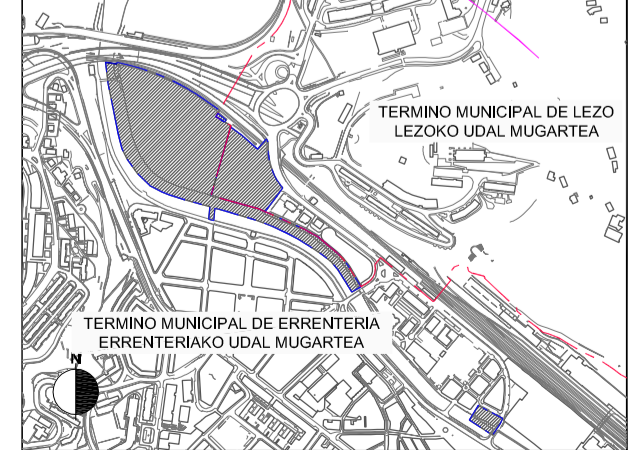 TERMINO MUNICIPAL DE LEZO
LEZOKO UDAL MUGARTEA
TERMINO MUNICIPAL DE ERRENTERIA
ERRENTERIAKO UDAL MUGARTEA
N